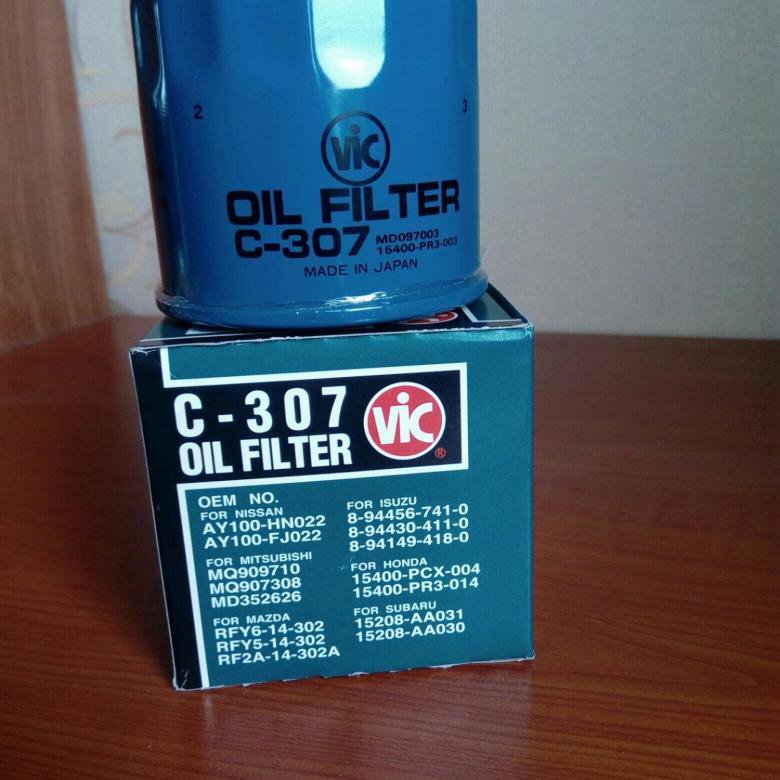 2
3
VIC
OIL FILTER
C-307 MD097003
15400-PR3-003
MADE IN JAPAN
C-307
OIL FILTER
VIC
®
OEM NO.
FOR NISSAN
AY100-HN022
AY100-FJ022
FOR MITSUBISHI
MQ909710
MQ907308
MD352626
FOR MAZDA
RFY6-14-302
RFY5-14-302
RF2A-14-302A
FOR ISUZU
8-94456-741-0
8-94430-411-0
8-94149-418-0
FOR HONDA
15400-PCX-004
15400-PR3-014
FOR SUBARU
15208-AA031
15208-AA030